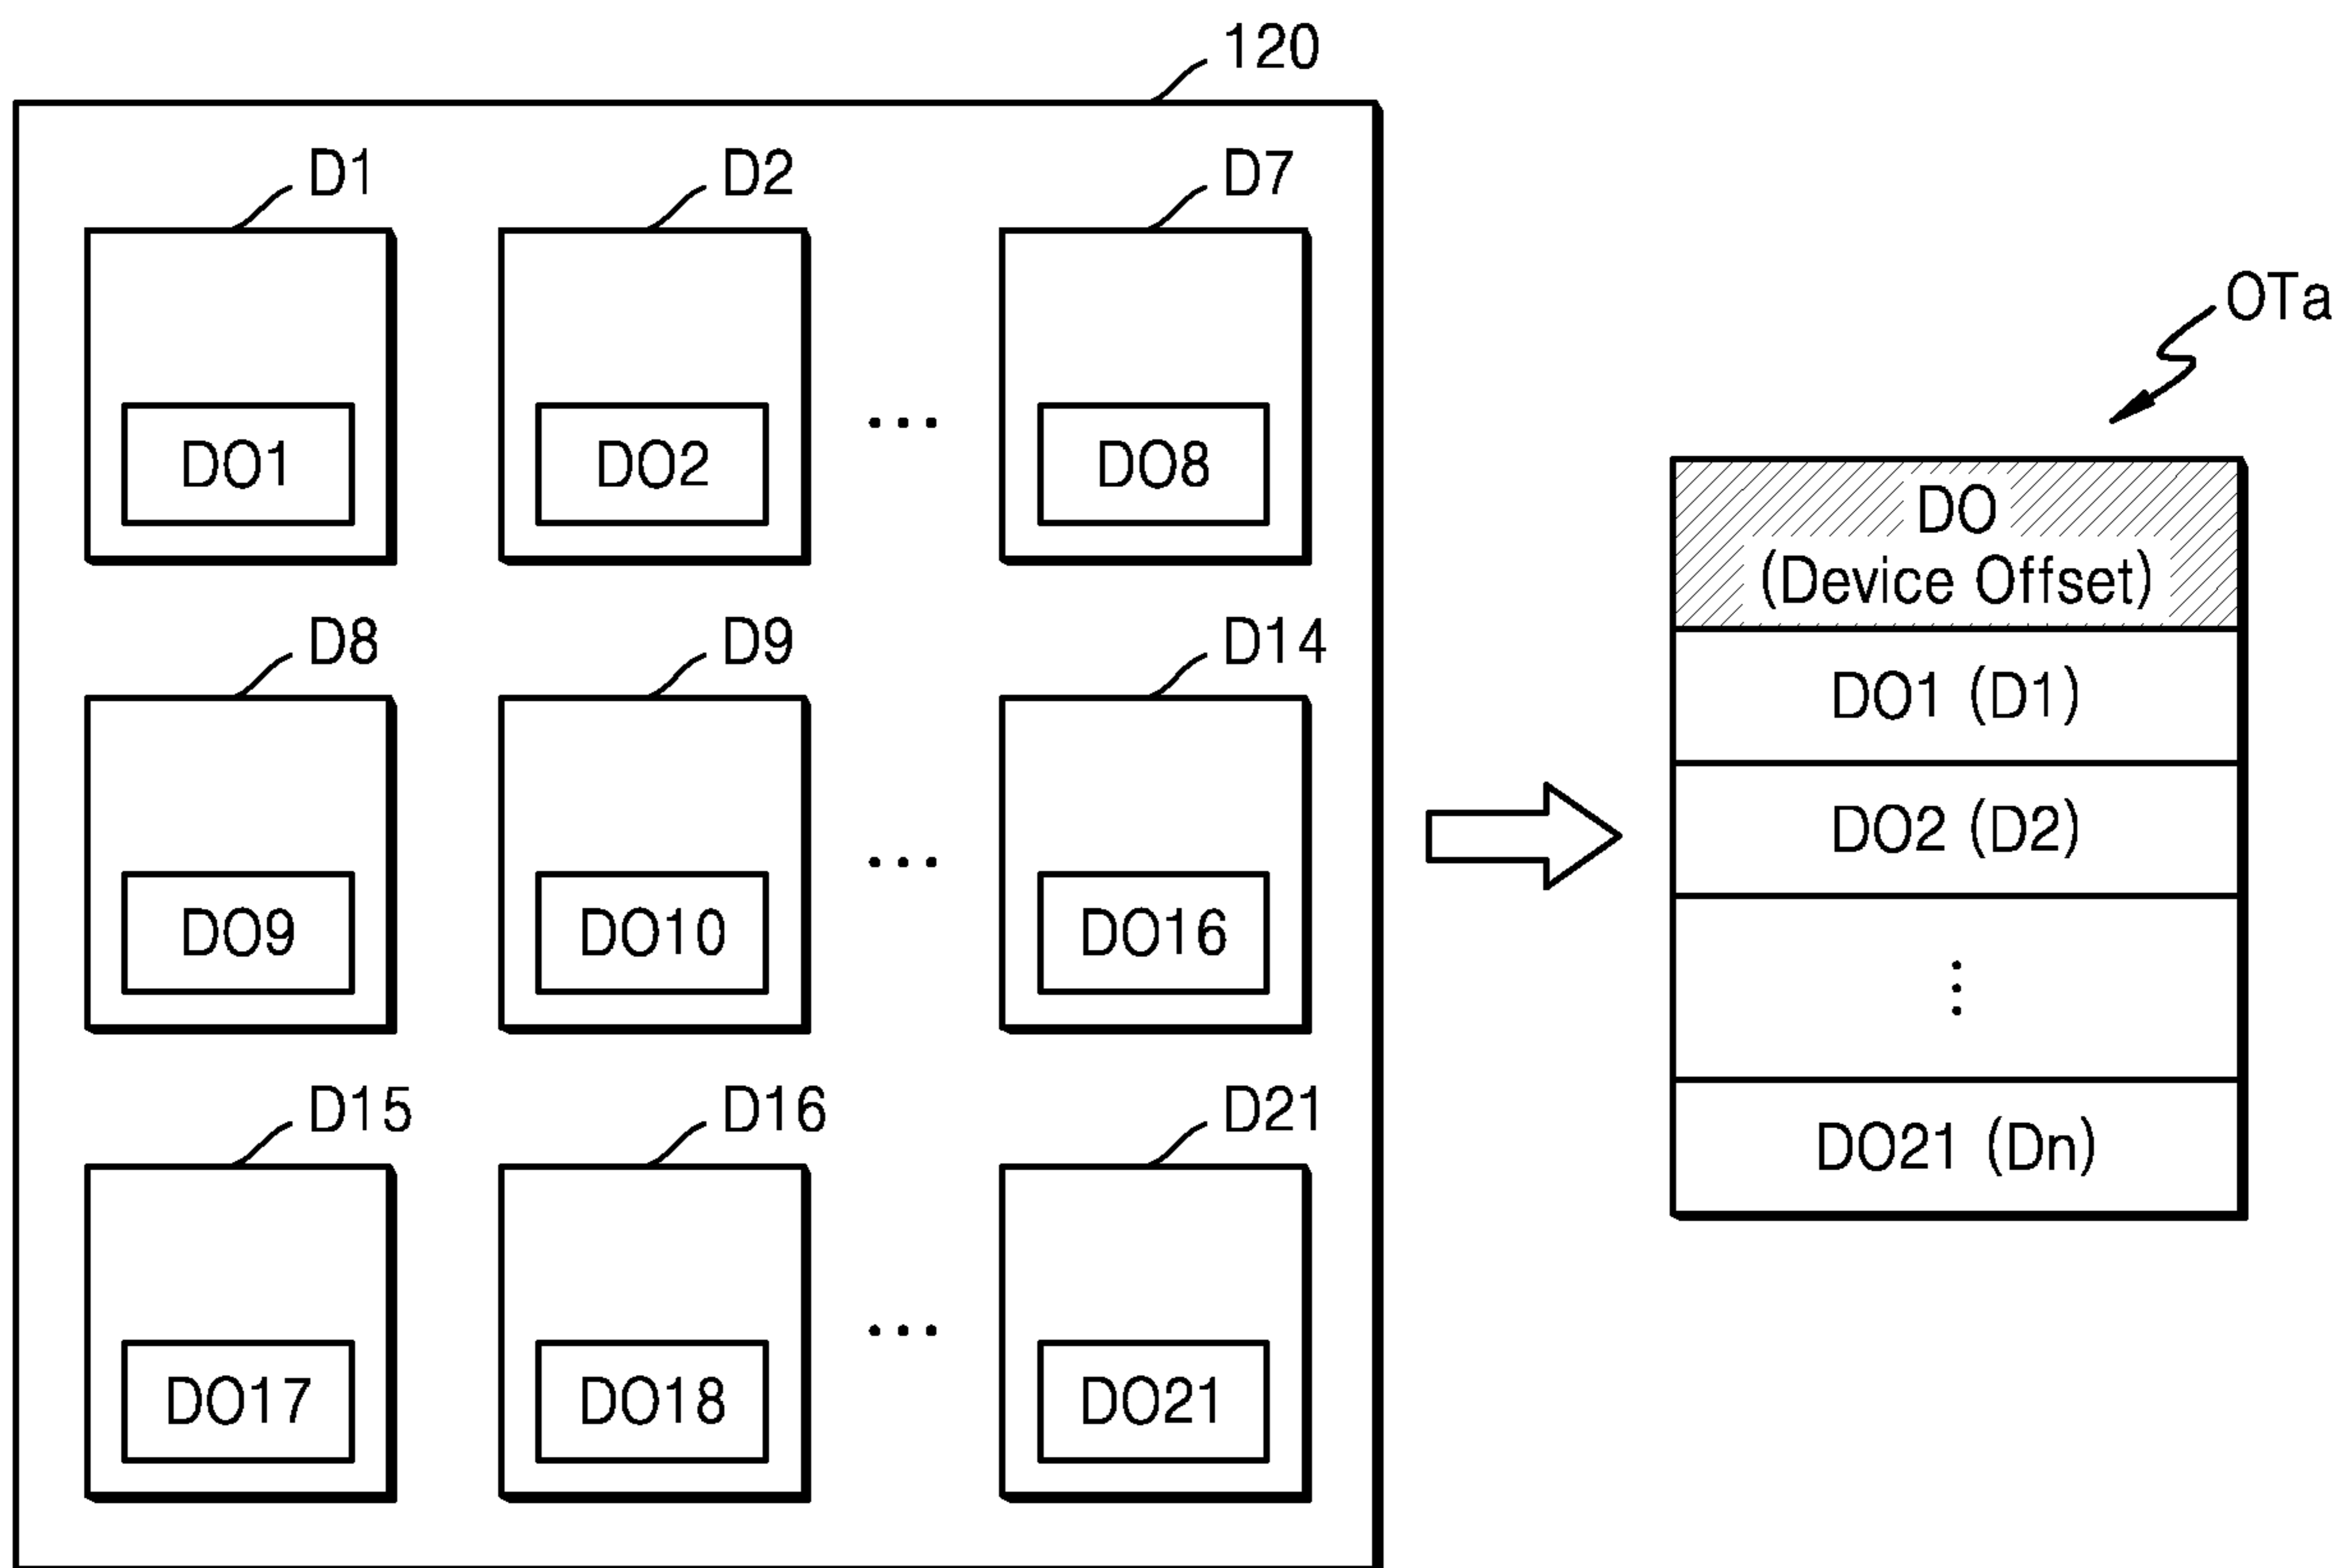 120
D1
D2
D7
DO1
DO2
...
DO8
D8
D9
D14
DO9
DO10
...
DO16
D15
D16
D21
DO17
DO18
...
DO21
OTa
DO
(Device Offset)
DO1 (D1)
DO2 (D2)
⋮
DO21 (Dn)